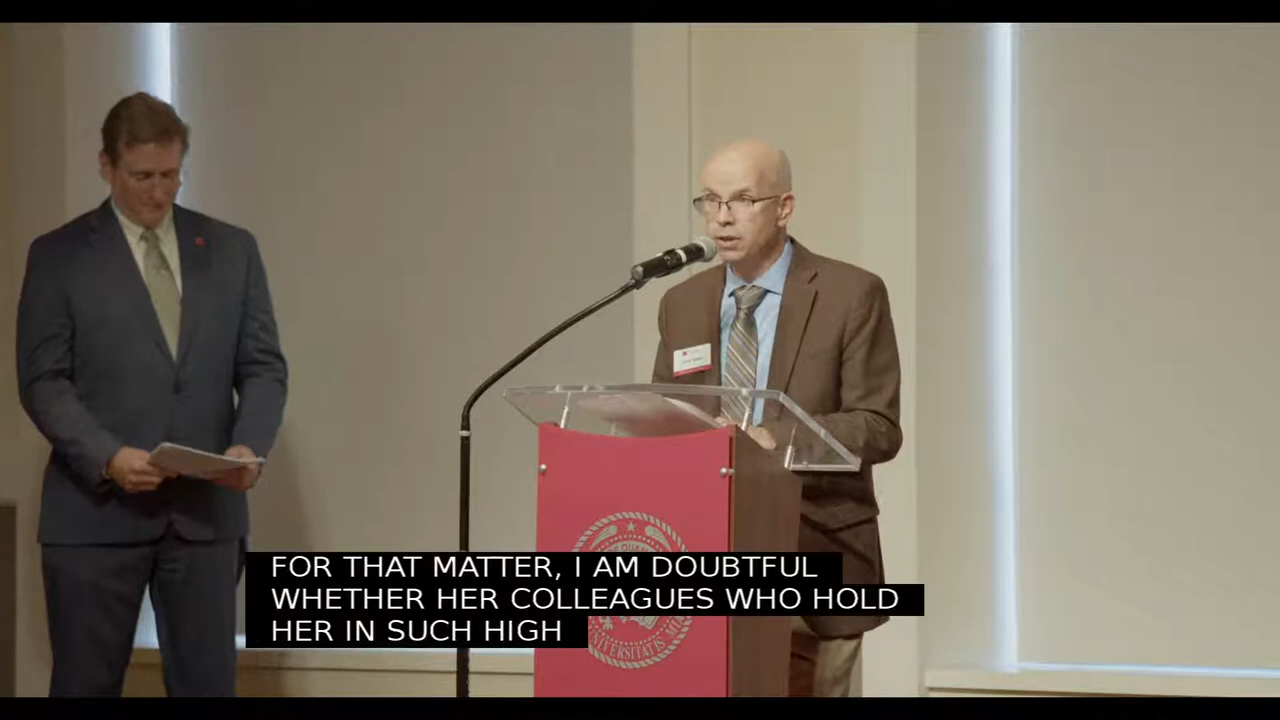 FOR THAT MATTER, I AM DOUBTFUL
WHETHER HER COLLEAGUES WHO HOLD
HER IN SUCH HIGH